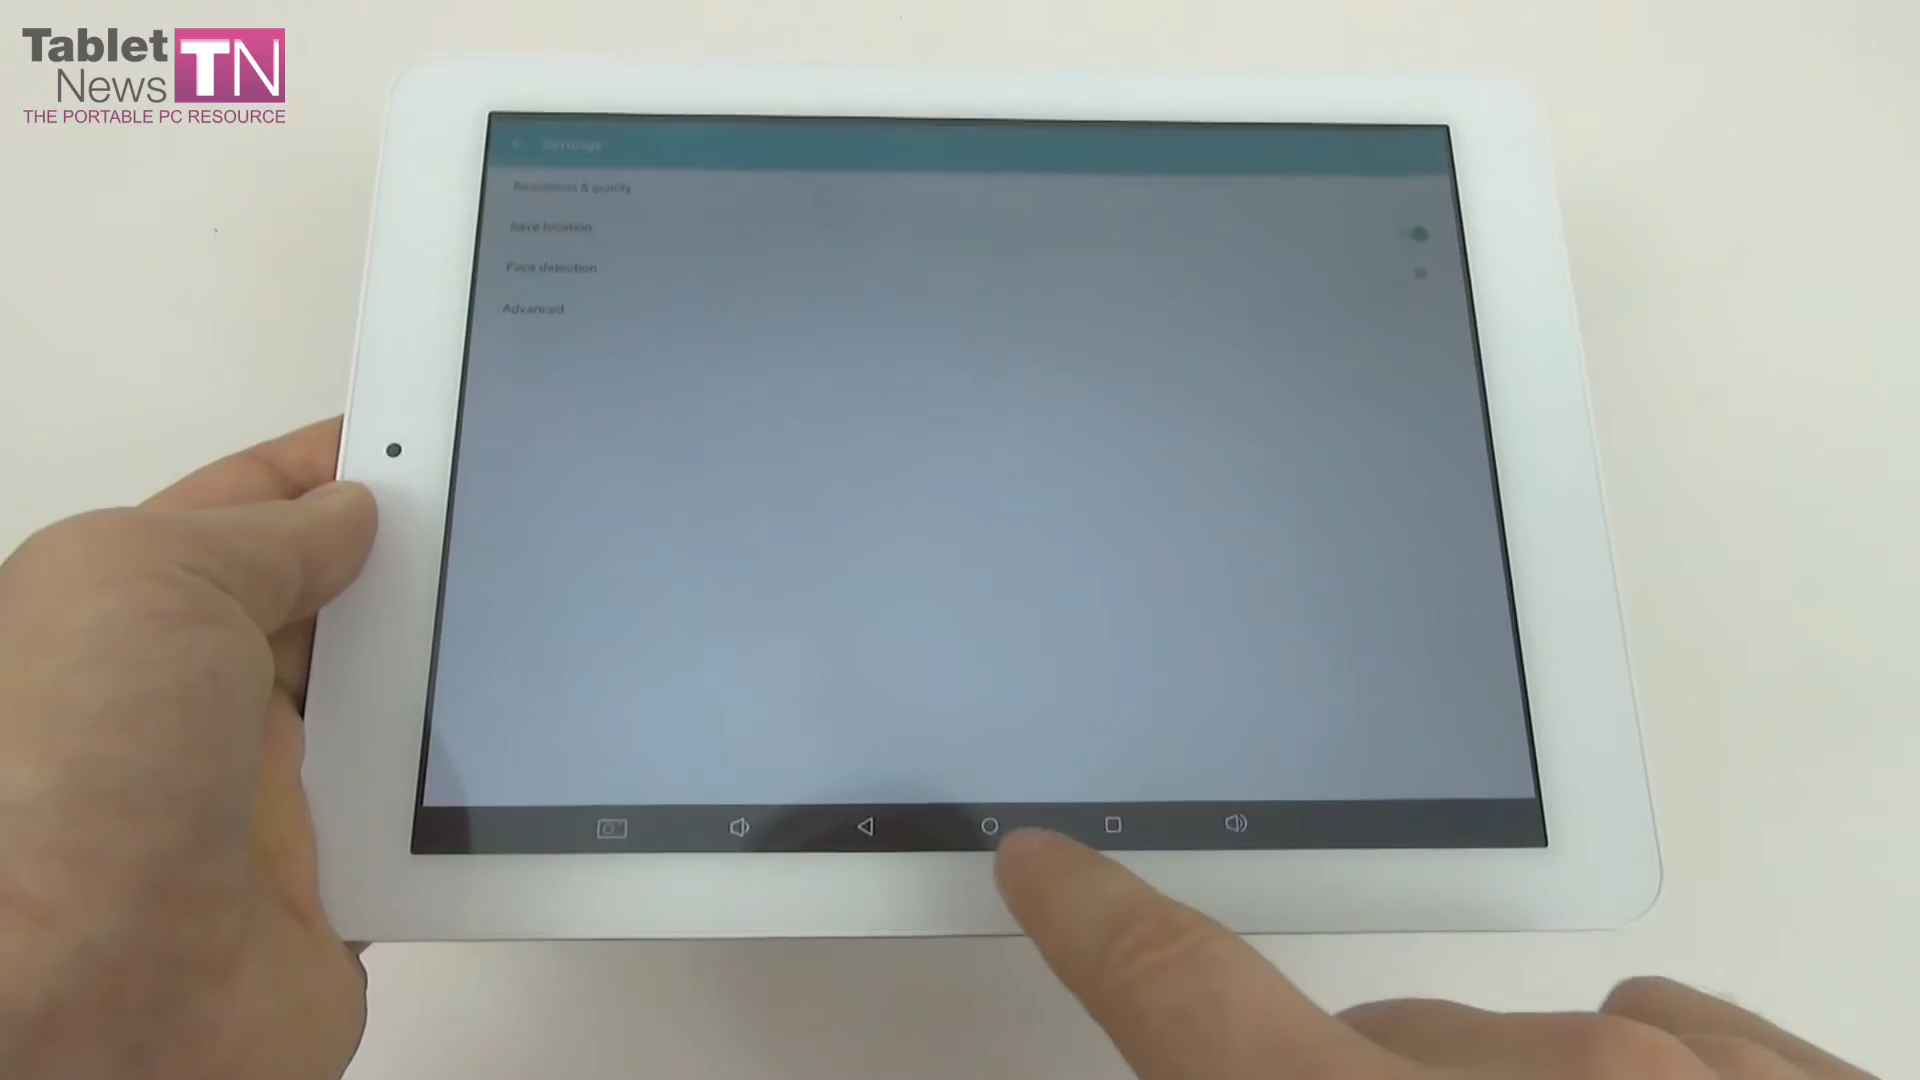 Tablet
News TN
THE PORTABLE PC RESOURCE
Settings
Resolution & quality
Save location
Face detection
Advanced